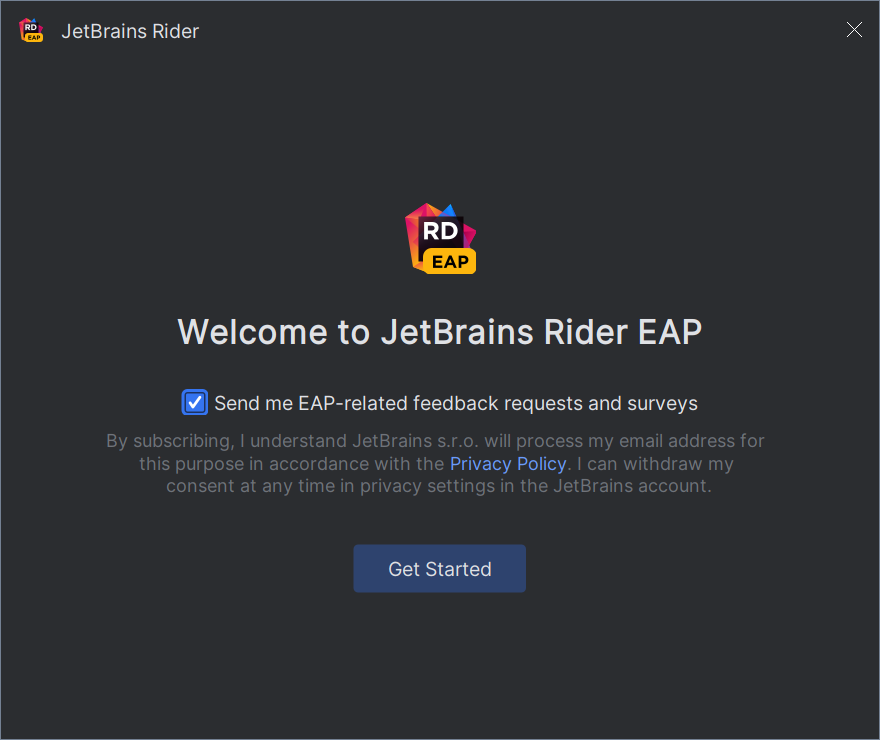 RD
EAP
JetBrains Rider
RD
EAP
Welcome to JetBrains Rider EAP
Send me EAP-related feedback requests and surveys
By subscribing, I understand JetBrains s.r.o. will process my email address for
this purpose in accordance with the Privacy Policy. I can withdraw my
consent at any time in privacy settings in the JetBrains account.
Get Started